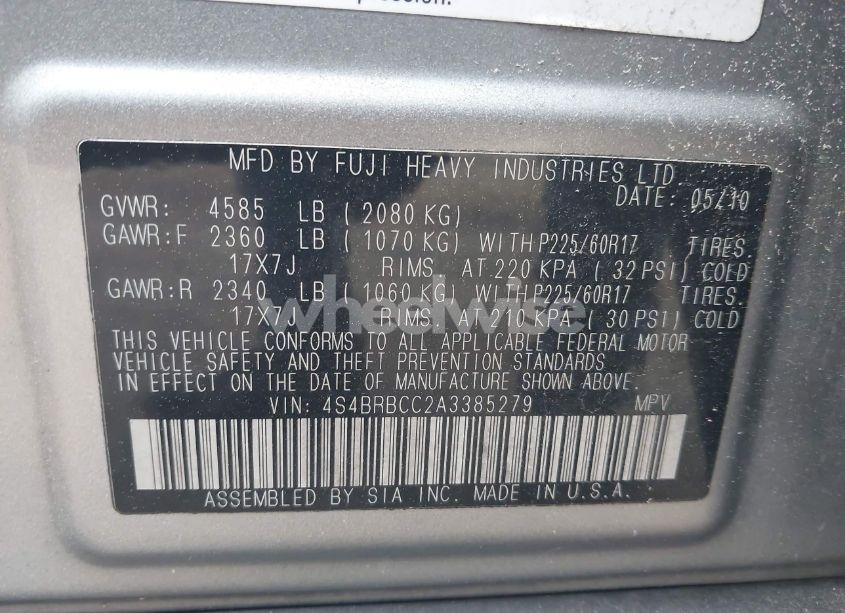 MFD BY FUJI HEAVY INDUSTRIES LTD.
DATE: 05/10
GVWR: 4585 LB ( 2080 KG)
GAWR:F 2360 LB ( 1070 KG) WITH P225/60R17 TIRES.
17X7J RIMS. AT 220 KPA ( 32 PSI) COLD
GAWR:R 2340 LB ( 1060 KG) WITH P225/60R17 TIRES.
17X7J RIMS. AT 210 KPA ( 30 PSI) COLD
wheelwise
THIS VEHICLE CONFORMS TO ALL APPLICABLE FEDERAL MOTOR
VEHICLE SAFETY AND THEFT PREVENTION STANDARDS
IN EFFECT ON THE DATE OF MANUFACTURE SHOWN ABOVE.
VIN: 4S4BRBCC2A3385279 MPV
ASSEMBLED BY SIA INC. MADE IN U.S.A.